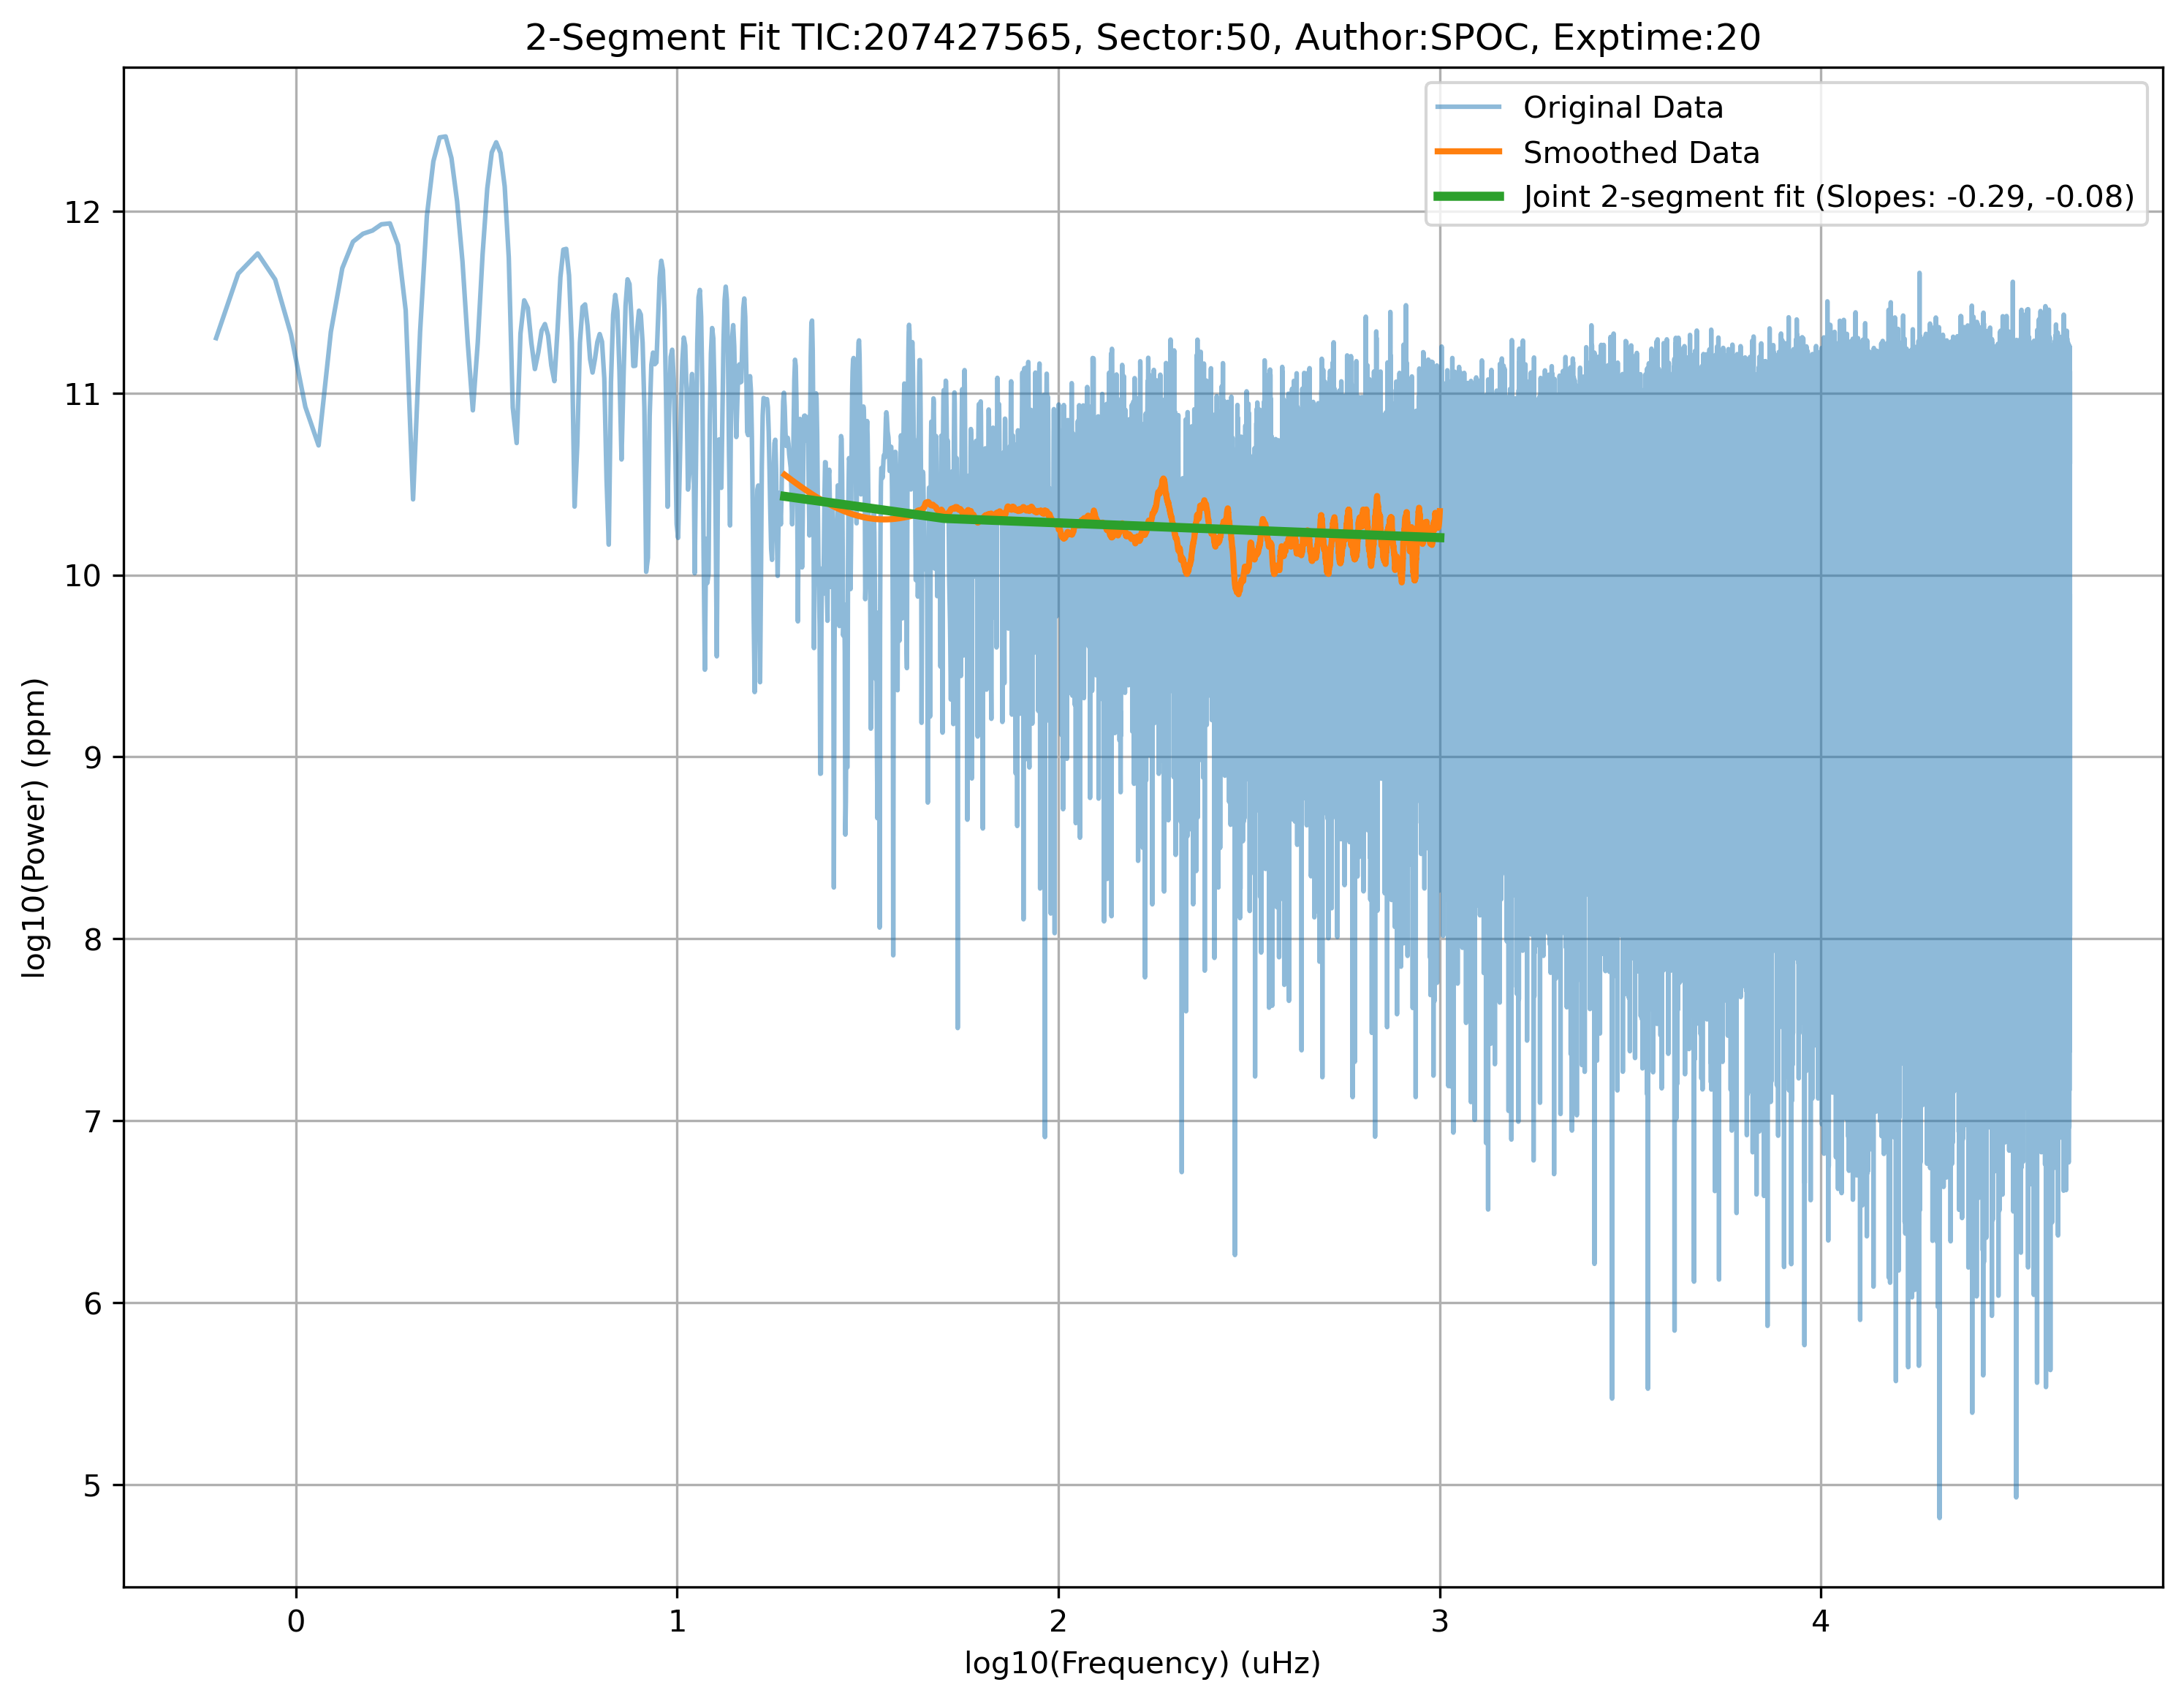 2-Segment Fit TIC:207427565, Sector:50, Author:SPOC, Exptime:20
Original Data
Smoothed Data
Joint 2-segment fit (Slopes: -0.29, -0.08)
log10(Power) (ppm)
12
11
10
9
8
7
6
5
0 1 2 3 4
log10(Frequency) (uHz)